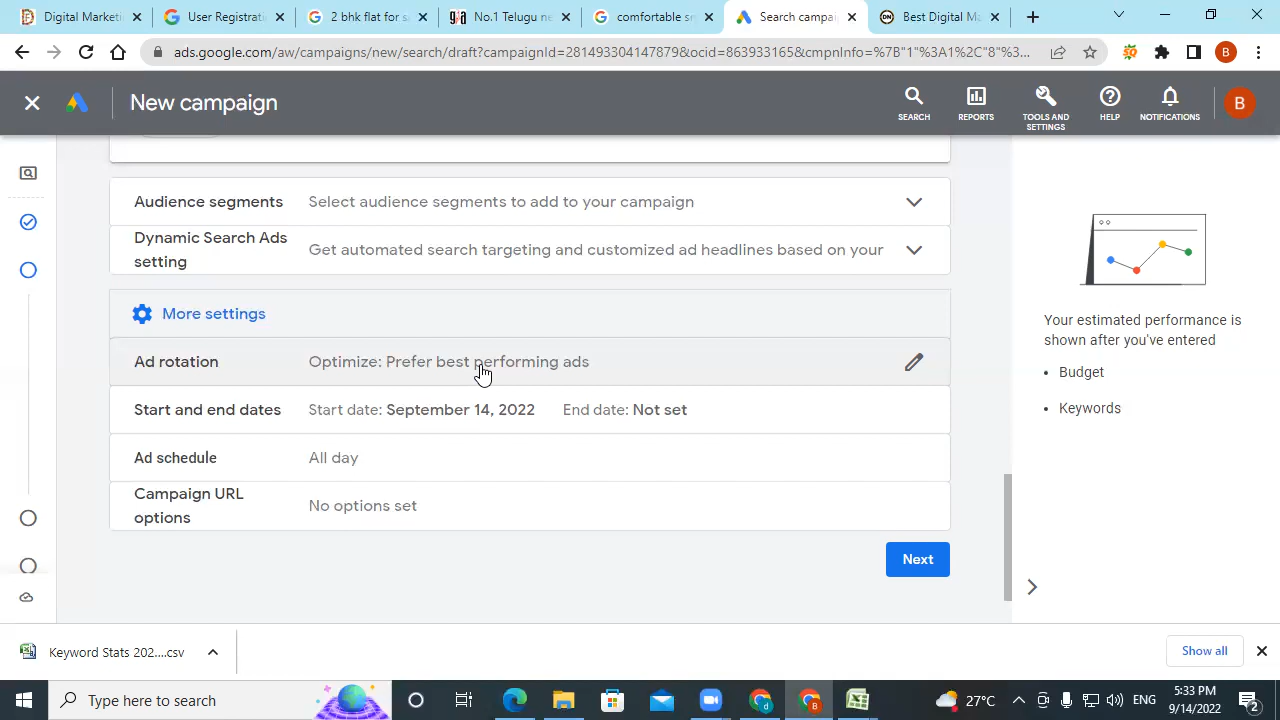 Digital Marketi
User Registrati
2 bhk flat for sa
No.1 Telugu ne
comfortable sm
Search campai
Best Digital Ma
ads.google.com/aw/campaigns/new/search/draft?campaignId=281493304147879&ocid=863933163&cmpnInfo=%7B"1"%3A1%2C"8"%3...
B
New campaign
SEARCH
REPORTS
TOOLS AND
SETTINGS
HELP
NOTIFICATIONS
B
Audience segments
Select audience segments to add to your campaign
Dynamic Search Ads
setting
Get automated search targeting and customized ad headlines based on your
More settings
Ad rotation
Optimize: Prefer best performing ads
Start and end dates
Start date: September 14, 2022
End date: Not set
Ad schedule
All day
Campaign URL
options
No options set
Next
Your estimated performance is
shown after you've entered
• Budget
• Keywords
Keyword Stats 202....csv
Show all
Type here to search
27°C
ENG
5:33 PM
9/14/2022
2